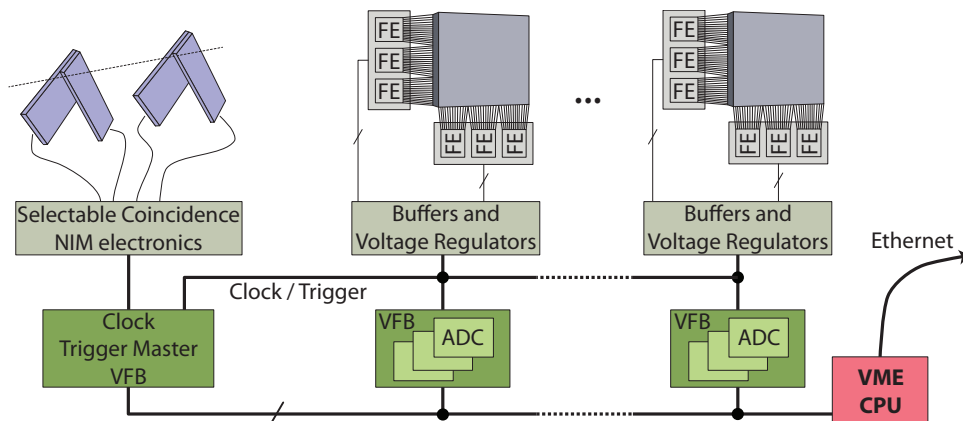 FE
FE
FE
FE
FE
FE
...
FE
FE
FE
FE
FE
FE
Selectable Coincidence
NIM electronics
Buffers and
Voltage Regulators
Buffers and
Voltage Regulators
Ethernet
Clock / Trigger
Clock
Trigger Master
VFB
VFB
ADC
VFB
ADC
VME
CPU